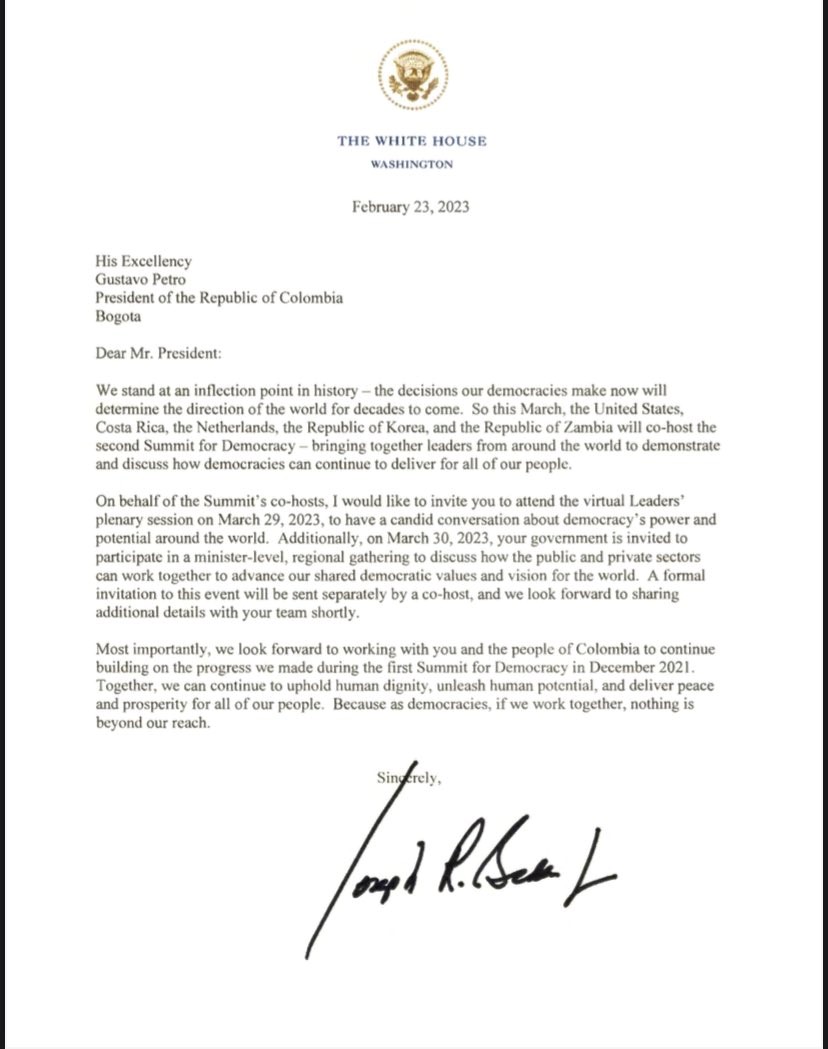 THE WHITE HOUSE
WASHINGTON
February 23, 2023
His Excellency
Gustavo Petro
President of the Republic of Colombia
Bogota
Dear Mr. President:
We stand at an inflection point in history – the decisions our democracies make now will
determine the direction of the world for decades to come.  So this March, the United States,
Costa Rica, the Netherlands, the Republic of Korea, and the Republic of Zambia will co-host the
second Summit for Democracy – bringing together leaders from around the world to demonstrate
and discuss how democracies can continue to deliver for all of our people.
On behalf of the Summit's co-hosts, I would like to invite you to attend the virtual Leaders'
plenary session on March 29, 2023, to have a candid conversation about democracy's power and
potential around the world.  Additionally, on March 30, 2023, your government is invited to
participate in a minister-level, regional gathering to discuss how the public and private sectors
can work together to advance our shared democratic values and vision for the world.  A formal
invitation to this event will be sent separately by a co-host, and we look forward to sharing
additional details with your team shortly.
Most importantly, we look forward to working with you and the people of Colombia to continue
building on the progress we made during the first Summit for Democracy in December 2021.
Together, we can continue to uphold human dignity, unleash human potential, and deliver peace
and prosperity for all of our people.  Because as democracies, if we work together, nothing is
beyond our reach.
Sincerely,
Joseph R. Biden Jr